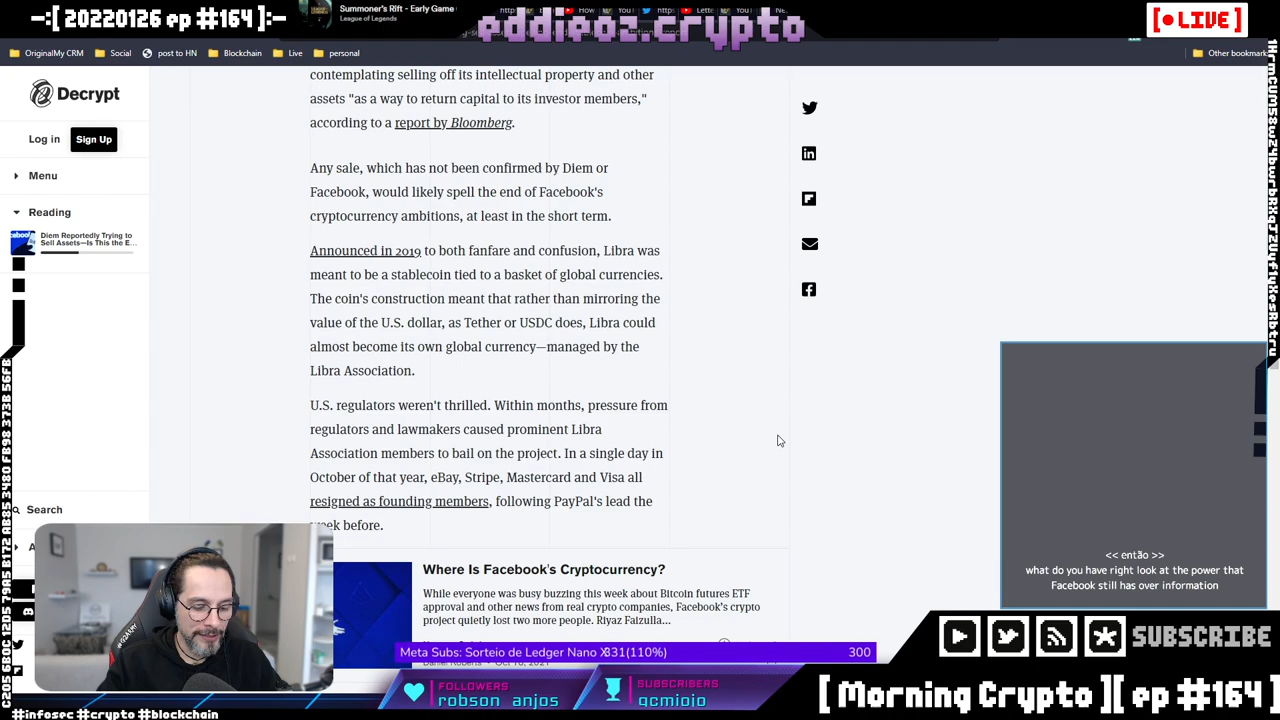 -:[ 20220126 ep #164 ]:-
Summoner's Rift - Early Game
League of Legends
eddieoz.crypto
[ LIVE ]
OriginalMy CRM
Social
post to HN
Blockchain
Live
personal
Other bookmark
Decrypt
Log in
Sign Up
Menu
Reading
Diem Reportedly Trying to
Sell Assets—Is This the E...
Search
contemplating selling off its intellectual property and other
assets "as a way to return capital to its investor members,"
according to a report by Bloomberg.
Any sale, which has not been confirmed by Diem or
Facebook, would likely spell the end of Facebook's
cryptocurrency ambitions, at least in the short term.
Announced in 2019 to both fanfare and confusion, Libra was
meant to be a stablecoin tied to a basket of global currencies.
The coin's construction meant that rather than mirroring the
value of the U.S. dollar, as Tether or USDC does, Libra could
almost become its own global currency—managed by the
Libra Association.
U.S. regulators weren't thrilled. Within months, pressure from
regulators and lawmakers caused prominent Libra
Association members to bail on the project. In a single day in
October of that year, eBay, Stripe, Mastercard and Visa all
resigned as founding members, following PayPal's lead the
week before.
Where Is Facebook's Cryptocurrency?
While everyone was busy buzzing this week about Bitcoin futures ETF
approval and other news from real crypto companies, Facebook's crypto
project quietly lost two more people. Riyaz Faizulla...
<< então >>
what do you have right look at the power that
Facebook still has over information
Meta Subs: Sorteio de Ledger Nano X
331(110%)
300
FOLLOWERS
robson_anjos
SUBSCRIBERS
gcmiojo
SUBSCRIBE
[ Morning Crypto ][ ep #164 ]
#infosec #crypto #blockchain